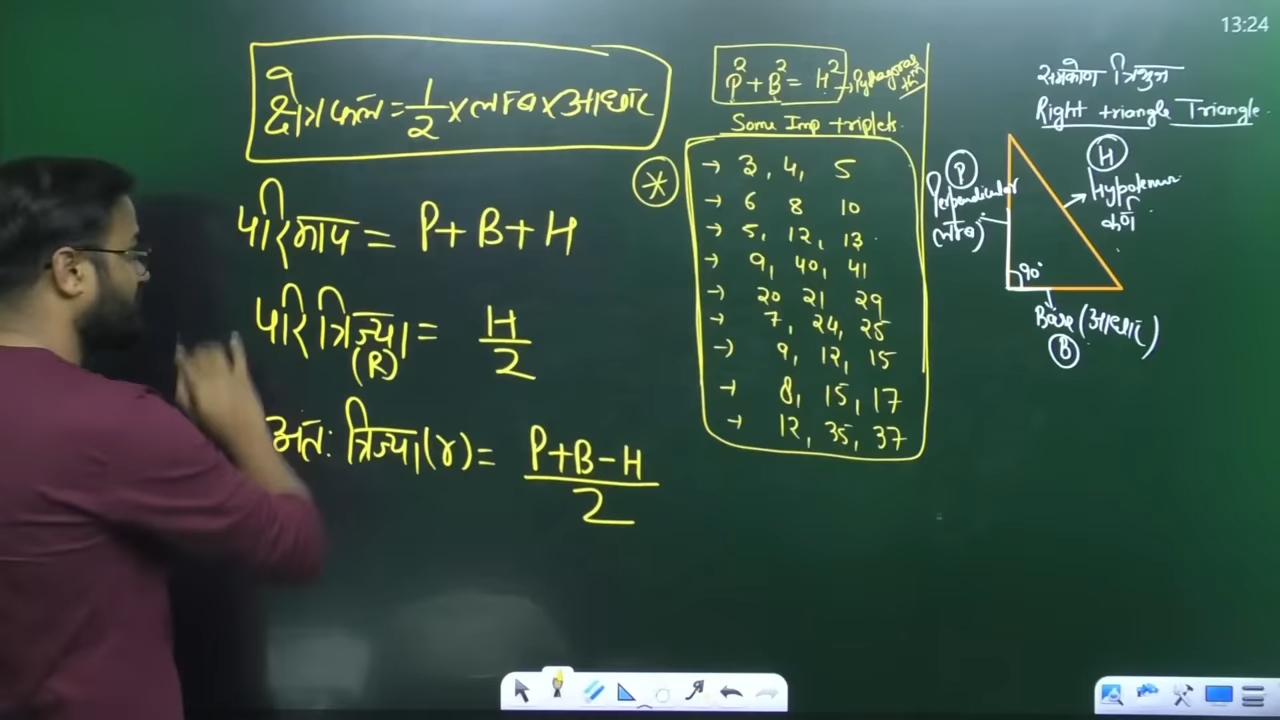 13:24
क्षेत्रफल = 1/2 × लम्ब × आधार
परिमाप = P + B + H
परित्रिज्या (R) = H/2
अंतः त्रिज्या (r) = P+B-H/2
P² + B² = H² → Pythagoras thm
Some Imp triplets.
→ 3, 4, 5
→ 6 8 10
→ 5, 12, 13
→ 9, 40, 41
→ 20 21 29
→ 7, 24, 25
→ 9, 12, 15
→ 8, 15, 17
→ 12, 35, 37
समकोण त्रिभुज
Right triangle Triangle
P
Perpendicular
(लम्ब)
H
Hypotenus
कर्ण
90°
Base (आधार)
B